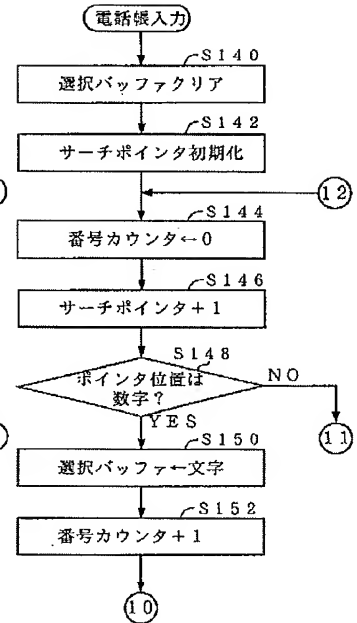 電話帳入力
S140
選択バッファクリア
S142
サーチポインタ初期化
12
S144
番号カウンタ←0
S146
サーチポインタ+1
S148
ポインタ位置は
数字?
NO
YES
11
S150
選択バッファ←文字
S152
番号カウンタ+1
10